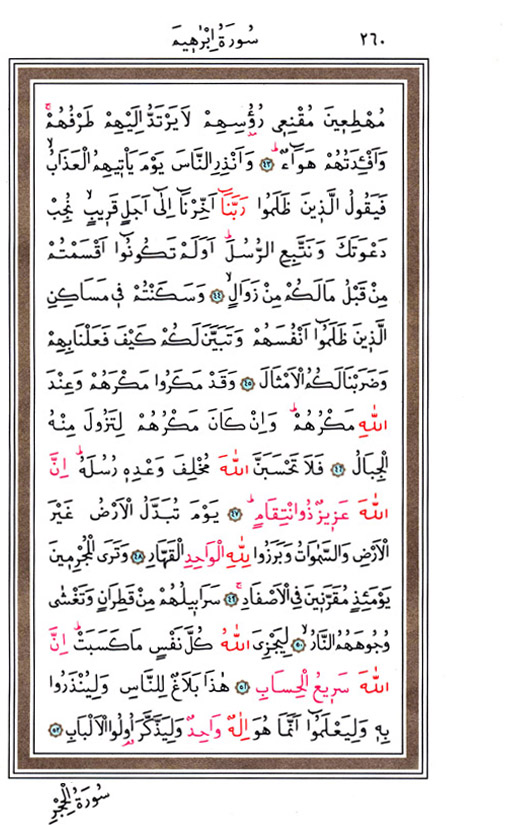 ٢٦٠ سُورَةُ اِبْرٰهٖيمَ
مُهْطِعٖينَ مُقْنِعٖى رُؤُ۫سِهِمْ لَا يَرْتَدُّ اِلَيْهِمْ طَرْفُهُمْۚ
وَاَفْـِٔدَتُهُمْ هَوَٓاءٌؕ ﴿٤٣﴾ وَاَنْذِرِ النَّاسَ يَوْمَ يَأْتٖيهِمُ الْعَذَابُۙ
فَيَقُولُ الَّذٖينَ ظَلَمُوا رَبَّنَٓا اَخِّرْنَٓا اِلٰٓى اَجَلٍ قَرٖيبٍۙ نُجِبْ
دَعْوَتَكَ وَنَتَّبِعِ الرُّسُلَؕ اَوَلَمْ تَكُونُٓوا اَقْسَمْتُمْ
مِنْ قَبْلُ مَا لَكُمْ مِنْ زَوَالٍۙ ﴿٤٤﴾ وَسَكَنْتُمْ فٖى مَسَاكِنِ
الَّذٖينَ ظَلَمُٓوا اَنْفُسَهُمْ وَتَبَيَّنَ لَكُمْ كَيْفَ فَعَلْنَا بِهِمْ
وَضَرَبْنَا لَكُمُ الْاَمْثَالَ ﴿٤٥﴾ وَقَدْ مَكَرُوا مَكْرَهُمْ وَعِنْدَ
اللّٰهِ مَكْرُهُمْؕ وَاِنْ كَانَ مَكْرُهُمْ لِتَزُولَ مِنْهُ
الْجِبَالُ ﴿٤٦﴾ فَلَا تَحْسَبَنَّ اللّٰهَ مُخْلِفَ وَعْدِهٖ رُسُلَهُؕ اِنَّ
اللّٰهَ عَزٖيزٌ ذُوانْتِقَامٍؕ ﴿٤٧﴾ يَوْمَ تُبَدَّلُ الْاَرْضُ غَيْرَ
الْاَرْضِ وَالسَّمٰوَاتُ وَبَرَزُوا لِلّٰهِ الْوَاحِدِ الْقَهَّارِ ﴿٤٨﴾ وَتَرَى الْمُجْرِمٖينَ
يَوْمَئِذٍ مُقَرَّنٖينَ فِى الْاَصْفَادِۚ ﴿٤٩﴾ سَرَابٖيلُهُمْ مِنْ قَطِرَانٍ وَتَغْشٰى
وُجُوهَهُمُ النَّارُۙ ﴿٥٠﴾ لِيَجْزِىَ اللّٰهُ كُلَّ نَفْسٍ مَا كَسَبَتْؕ اِنَّ
اللّٰهَ سَرٖيعُ الْحِسَابِ ﴿٥١﴾ هٰذَا بَلَاغٌ لِلنَّاسِ وَلِيُنْذَرُوا
بِهٖ وَلِيَعْلَمُٓوا اَنَّمَا هُوَ اِلٰهٌ وَاحِدٌ وَلِيَذَّكَّرَ اُو۬لُوا الْاَلْبَابِ ﴿٥٢﴾
سُورَةُ الْحِجْرِ